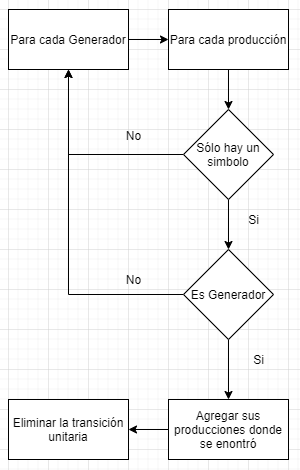 Para cada Generador
Para cada producción
Sólo hay un
simbolo
No
Si
Es Generador
No
Si
Agregar sus
producciones donde
se enontró
Eliminar la transición
unitaria